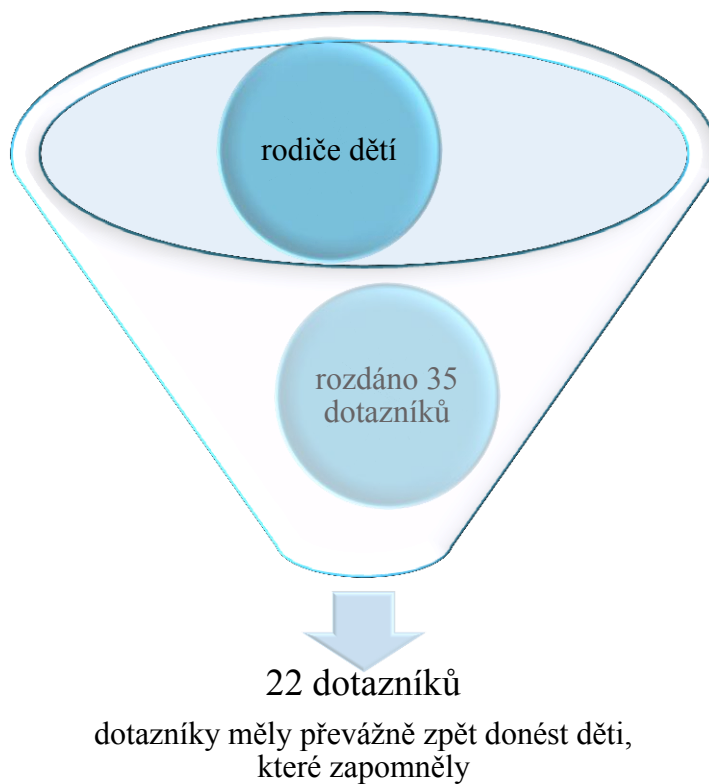 rodiče dětí
rozdáno 35
dotazníků
22 dotazníků
dotazníky měly převážně zpět donést děti,
které zapomněly